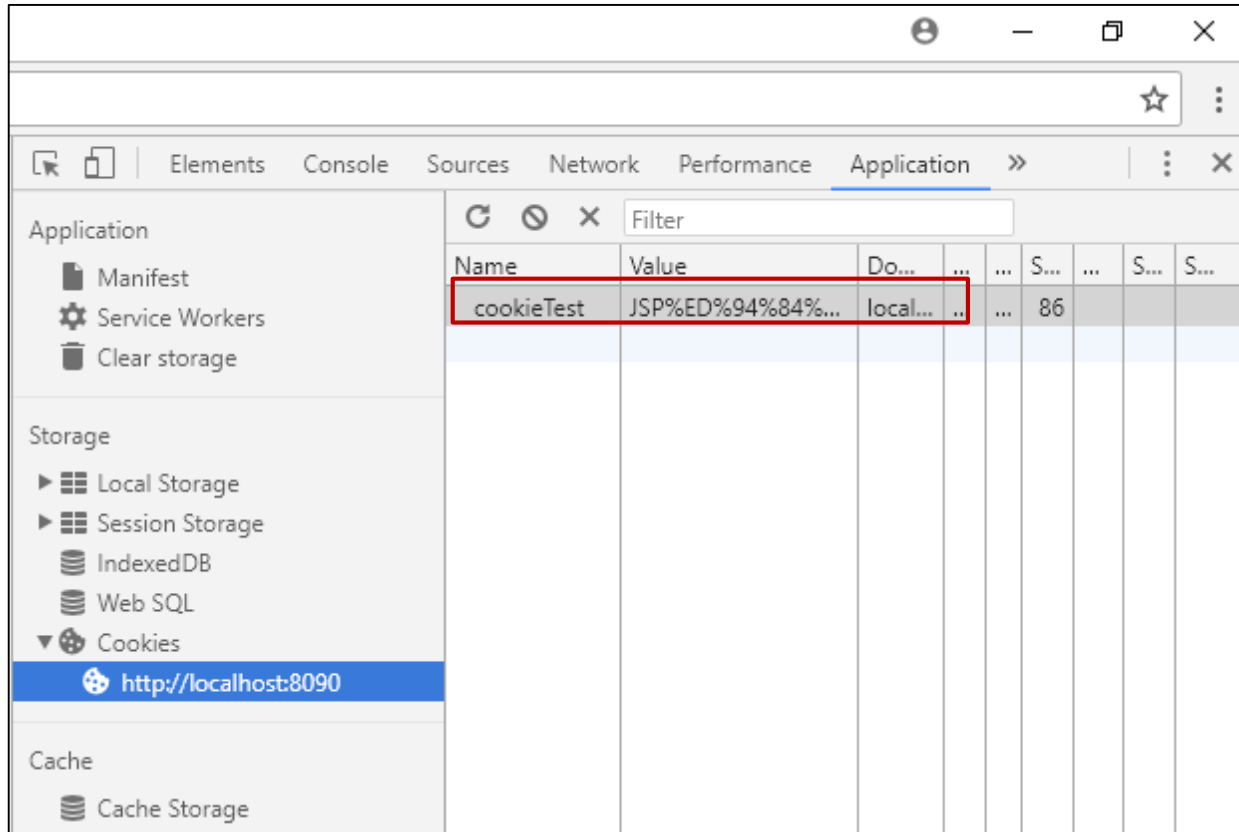 Elements Console Sources Network Performance Application »
Application
Manifest
Service Workers
Clear storage
Storage
Local Storage
Session Storage
IndexedDB
Web SQL
Cookies
http://localhost:8090
Cache
Cache Storage
Filter
Name Value Do... ... ... S... ... S... S...
cookieTest JSP%ED%94%84%... local... ... ... 86